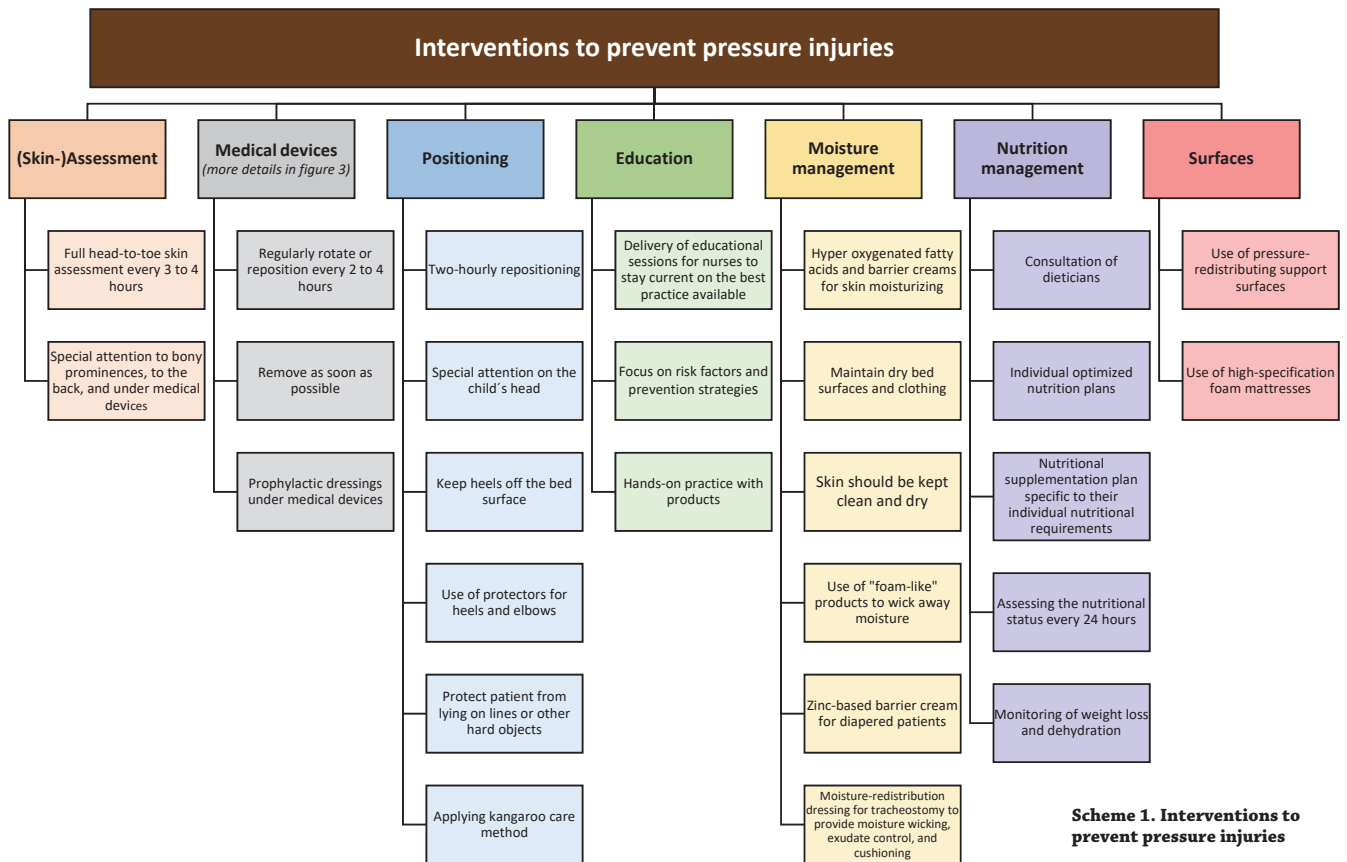 Interventions to prevent pressure injuries
(Skin-)Assessment
Full head-to-toe skin
assessment every 3 to 4
hours
Special attention to bony
prominences, to the
back, and under medical
devices
Medical devices
(more details in figure 3)
Regularly rotate or
reposition every 2 to 4
hours
Remove as soon as
possible
Prophylactic dressings
under medical devices
Positioning
Two-hourly repositioning
Special attention on the
child´s head
Keep heels off the bed
surface
Use of protectors for
heels and elbows
Protect patient from
lying on lines or other
hard objects
Applying kangaroo care
method
Education
Delivery of educational
sessions for nurses to
stay current on the best
practice available
Focus on risk factors and
prevention strategies
Hands-on practice with
products
Moisture
management
Hyper oxygenated fatty
acids and barrier creams
for skin moisturizing
Maintain dry bed
surfaces and clothing
Skin should be kept
clean and dry
Use of "foam-like"
products to wick away
moisture
Zinc-based barrier cream
for diapered patients
Moisture-redistribution
dressing for tracheostomy to
provide moisture wicking,
exudate control, and
cushioning
Nutrition
management
Consultation of
dieticians
Individual optimized
nutrition plans
Nutritional
supplementation plan
specific to their
individual nutritional
requirements
Assessing the nutritional
status every 24 hours
Monitoring of weight loss
and dehydration
Surfaces
Use of pressure-
redistributing support
surfaces
Use of high-specification
foam mattresses
Scheme 1. Interventions to
prevent pressure injuries